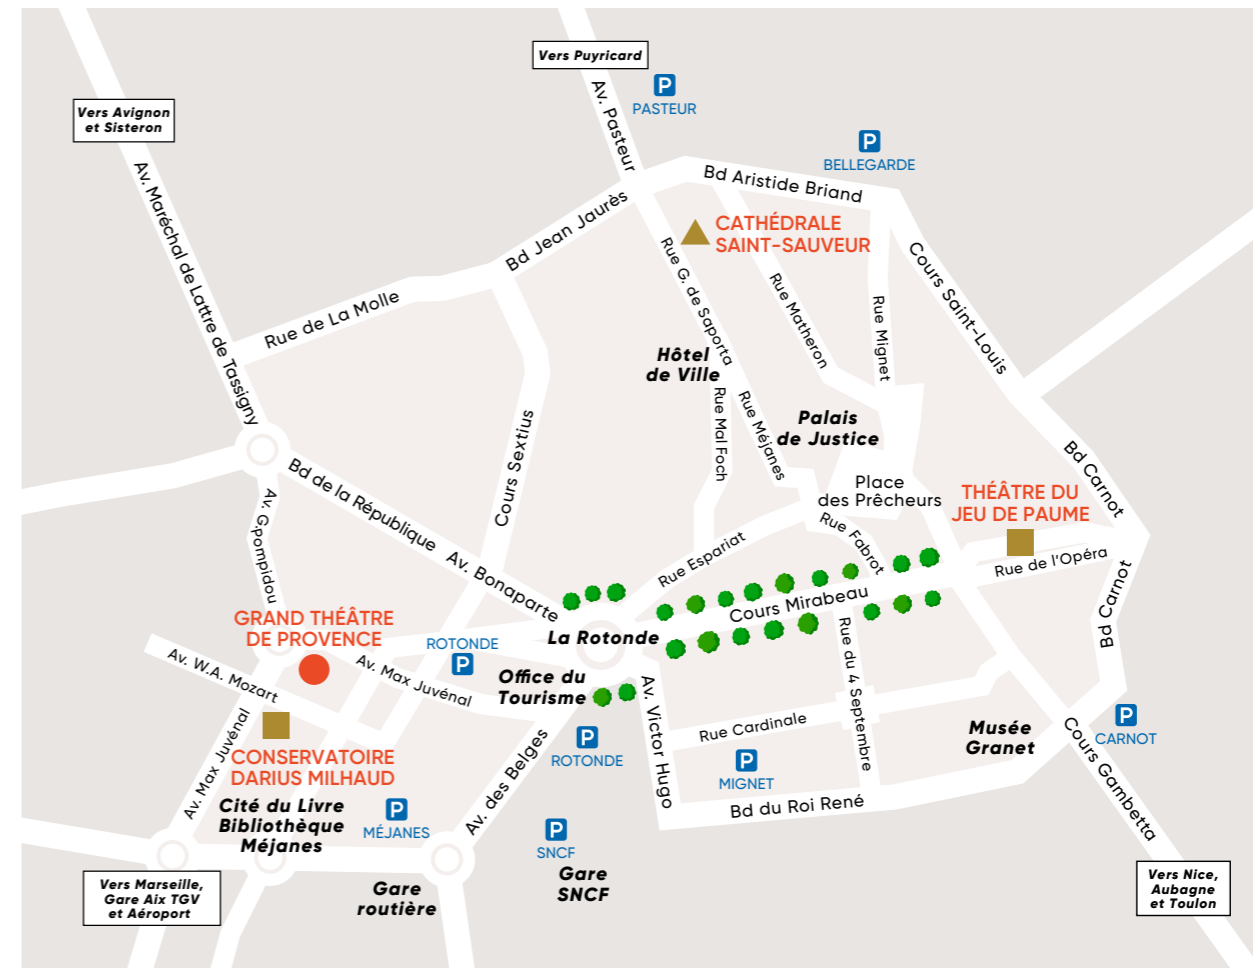 Vers Puyricard
P
PASTEUR
Av. Pasteur
Vers Avignon
et Sisteron
P
BELLEGARDE
Bd Aristide Briand
Av. Maréchal de Lattre de Tassigny
Bd Jean Jaurès
CATHÉDRALE
SAINT-SAUVEUR
Rue G. de Saporta
Rue Matheron
Rue Mignet
Cours Saint-Louis
Rue de La Molle
Hôtel
de Ville
Rue Mal Foch
Rue Méjanes
Palais
de Justice
Cours Sextius
Bd de la République
Av. G.Pompidou
Place
des Prêcheurs
Bd Carnot
THÉÂTRE DU
JEU DE PAUME
Rue Fabrot
Rue Espariat
Av. Bonaparte
Rue de l'Opéra
Cours Mirabeau
Bd Carnot
GRAND THÉÂTRE
DE PROVENCE
ROTONDE
P
La Rotonde
Rue du 4 Septembre
Av. W.A. Mozart
Av. Max Juvénal
Office du
Tourisme
Av. Victor Hugo
Av. Max Juvénal
Rue Cardinale
Musée
Granet
P
CARNOT
Cours Gambetta
P
ROTONDE
Av. des Belges
P
MIGNET
CONSERVATOIRE
DARIUS MILHAUD
Cité du Livre
Bibliothèque
Méjanes
P
MÉJANES
Bd du Roi René
P
SNCF
Gare
SNCF
Gare
routière
Vers Marseille,
Gare Aix TGV
et Aéroport
Vers Nice,
Aubagne
et Toulon